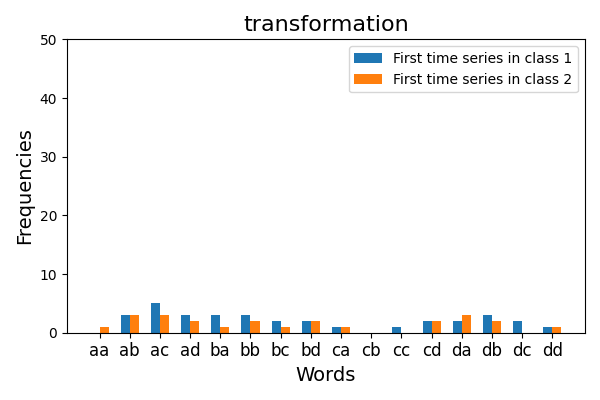 transformation
50
40
30
20
10
0
Frequencies
First time series in class 1
First time series in class 2
aa ab ac ad ba bb bc bd ca cb cc cd da db dc dd
Words